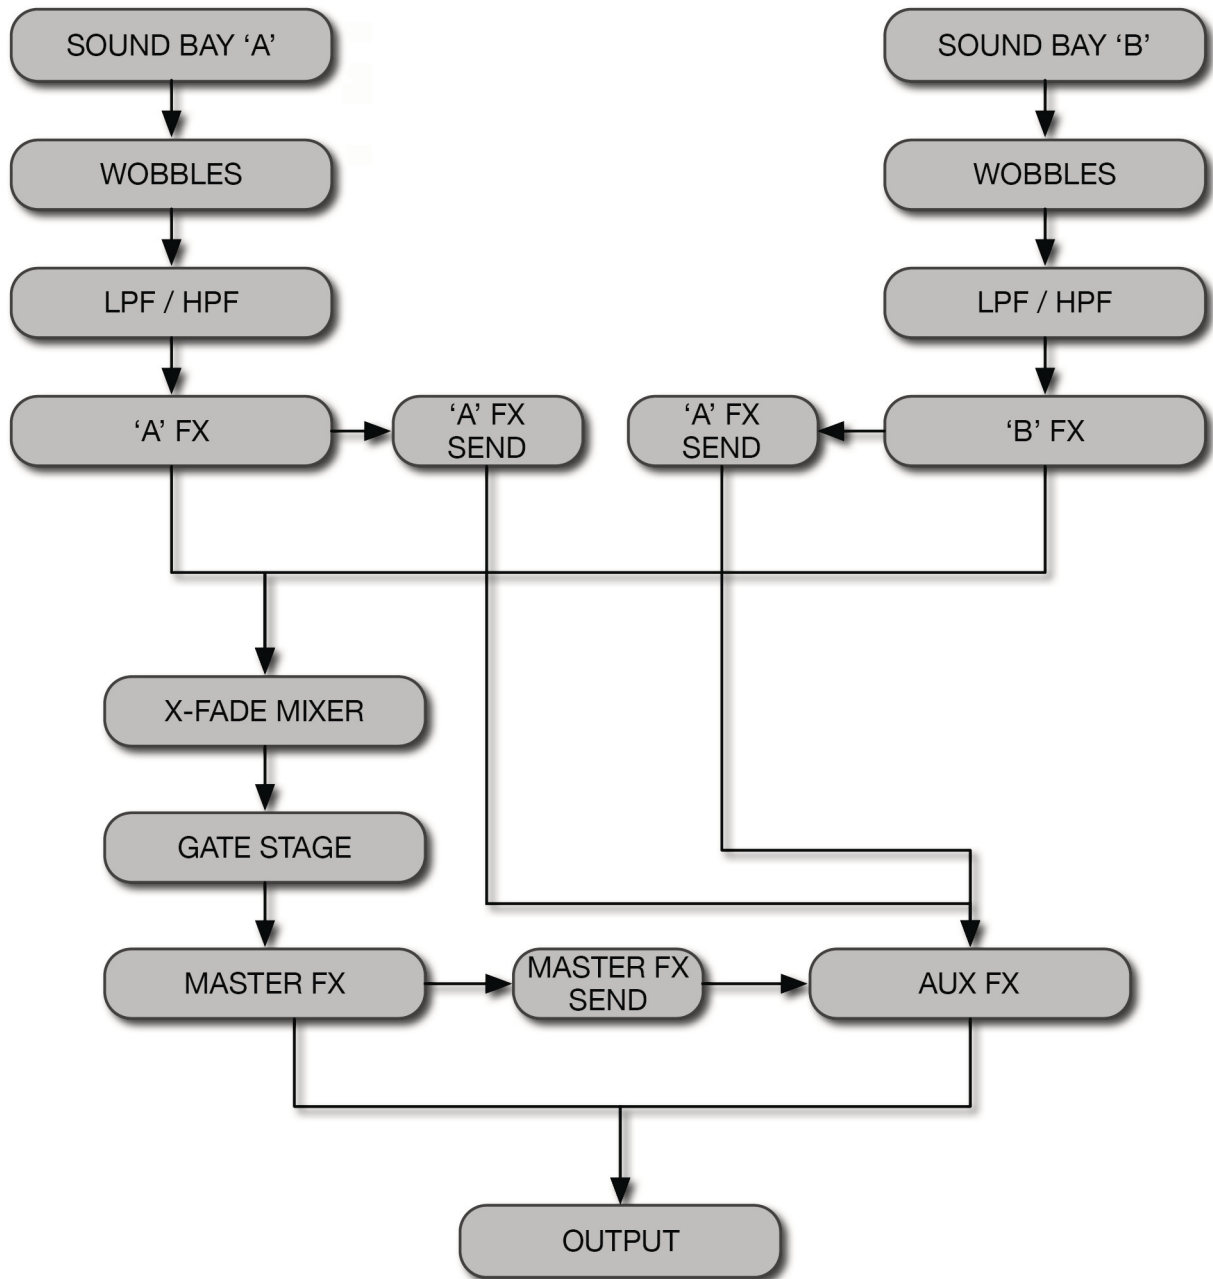 SOUND BAY ‘A’
SOUND BAY ‘B’
WOBBLES
WOBBLES
LPF / HPF
LPF / HPF
‘A’ FX
‘A’ FX
SEND
‘A’ FX
SEND
‘B’ FX
X-FADE MIXER
GATE STAGE
MASTER FX
MASTER FX
SEND
AUX FX
OUTPUT